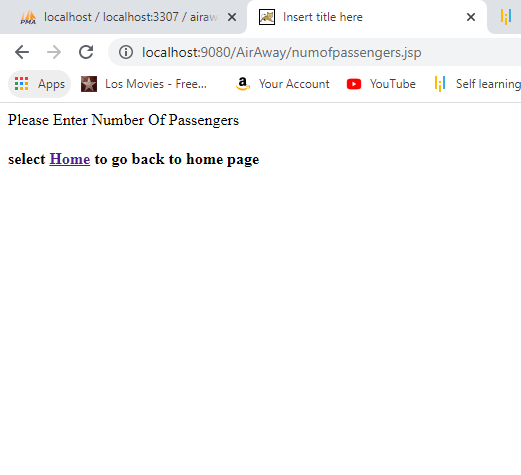 PMA localhost / localhost:3307 / airaw
Insert title here
localhost:9080/AirAway/numofpassengers.jsp
Apps Los Movies - Free... Your Account YouTube Self learning
Please Enter Number Of Passengers
select Home to go back to home page